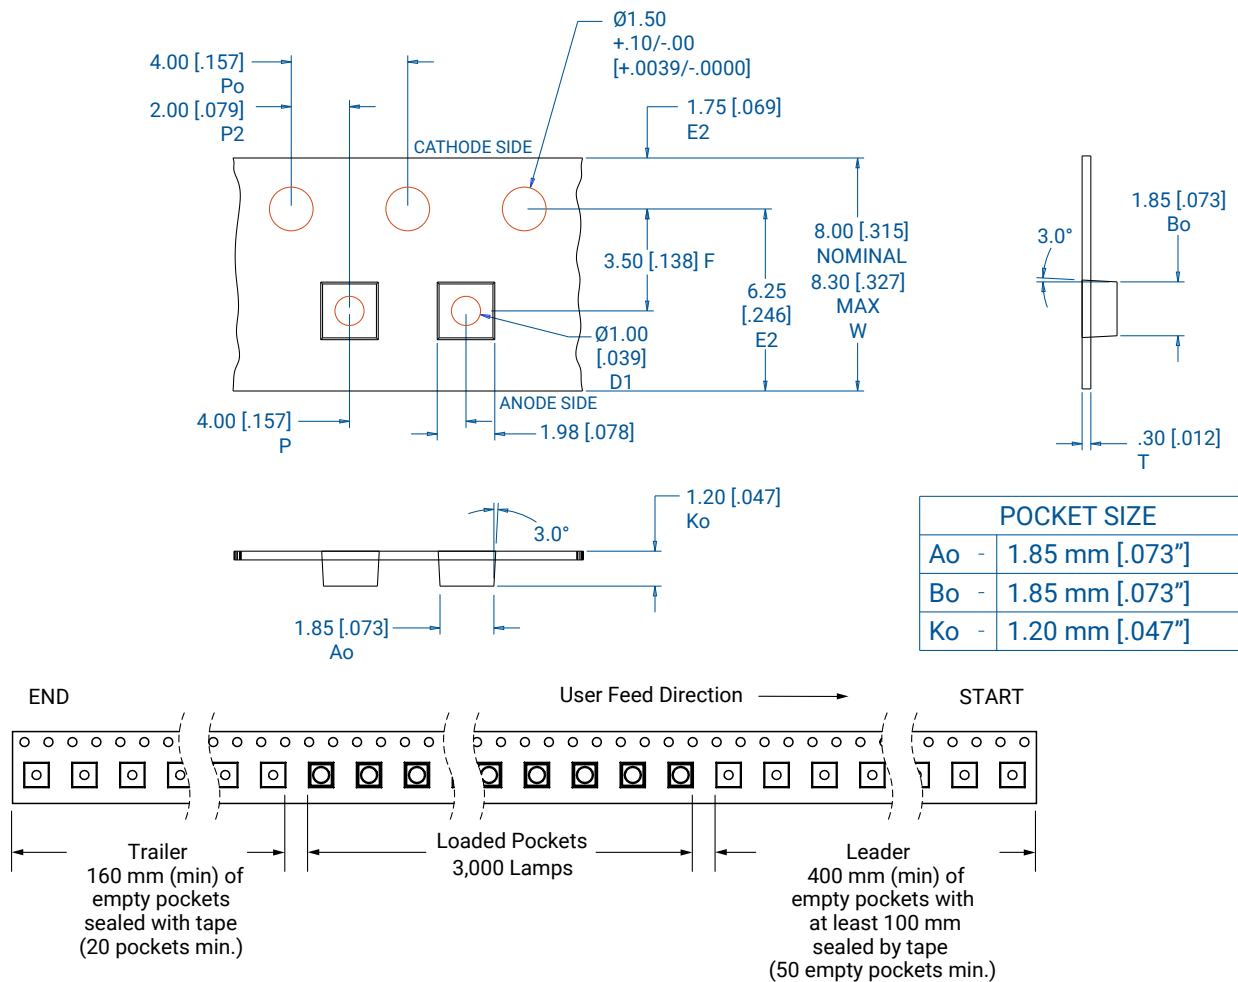 Ø1.50
+.10/-.00
[+.0039/-.0000]
4.00 [.157]
Po
2.00 [.079]
P2
1.75 [.069]
E2
CATHODE SIDE
8.00 [.315]
NOMINAL
8.30 [.327]
MAX
W
3.50 [.138] F
6.25
[.246]
E2
Ø1.00
[.039]
D1
ANODE SIDE
4.00 [.157]
P
1.98 [.078]
1.85 [.073]
Bo
3.0°
.30 [.012]
T
1.20 [.047]
Ko
3.0°
1.85 [.073]
Ao
POCKET SIZE
Ao - 1.85 mm [.073”]
Bo - 1.85 mm [.073”]
Ko - 1.20 mm [.047”]
END
User Feed Direction
START
Trailer
160 mm (min) of
empty pockets
sealed with tape
(20 pockets min.)
Loaded Pockets
3,000 Lamps
Leader
400 mm (min) of
empty pockets with
at least 100 mm
sealed by tape
(50 empty pockets min.)